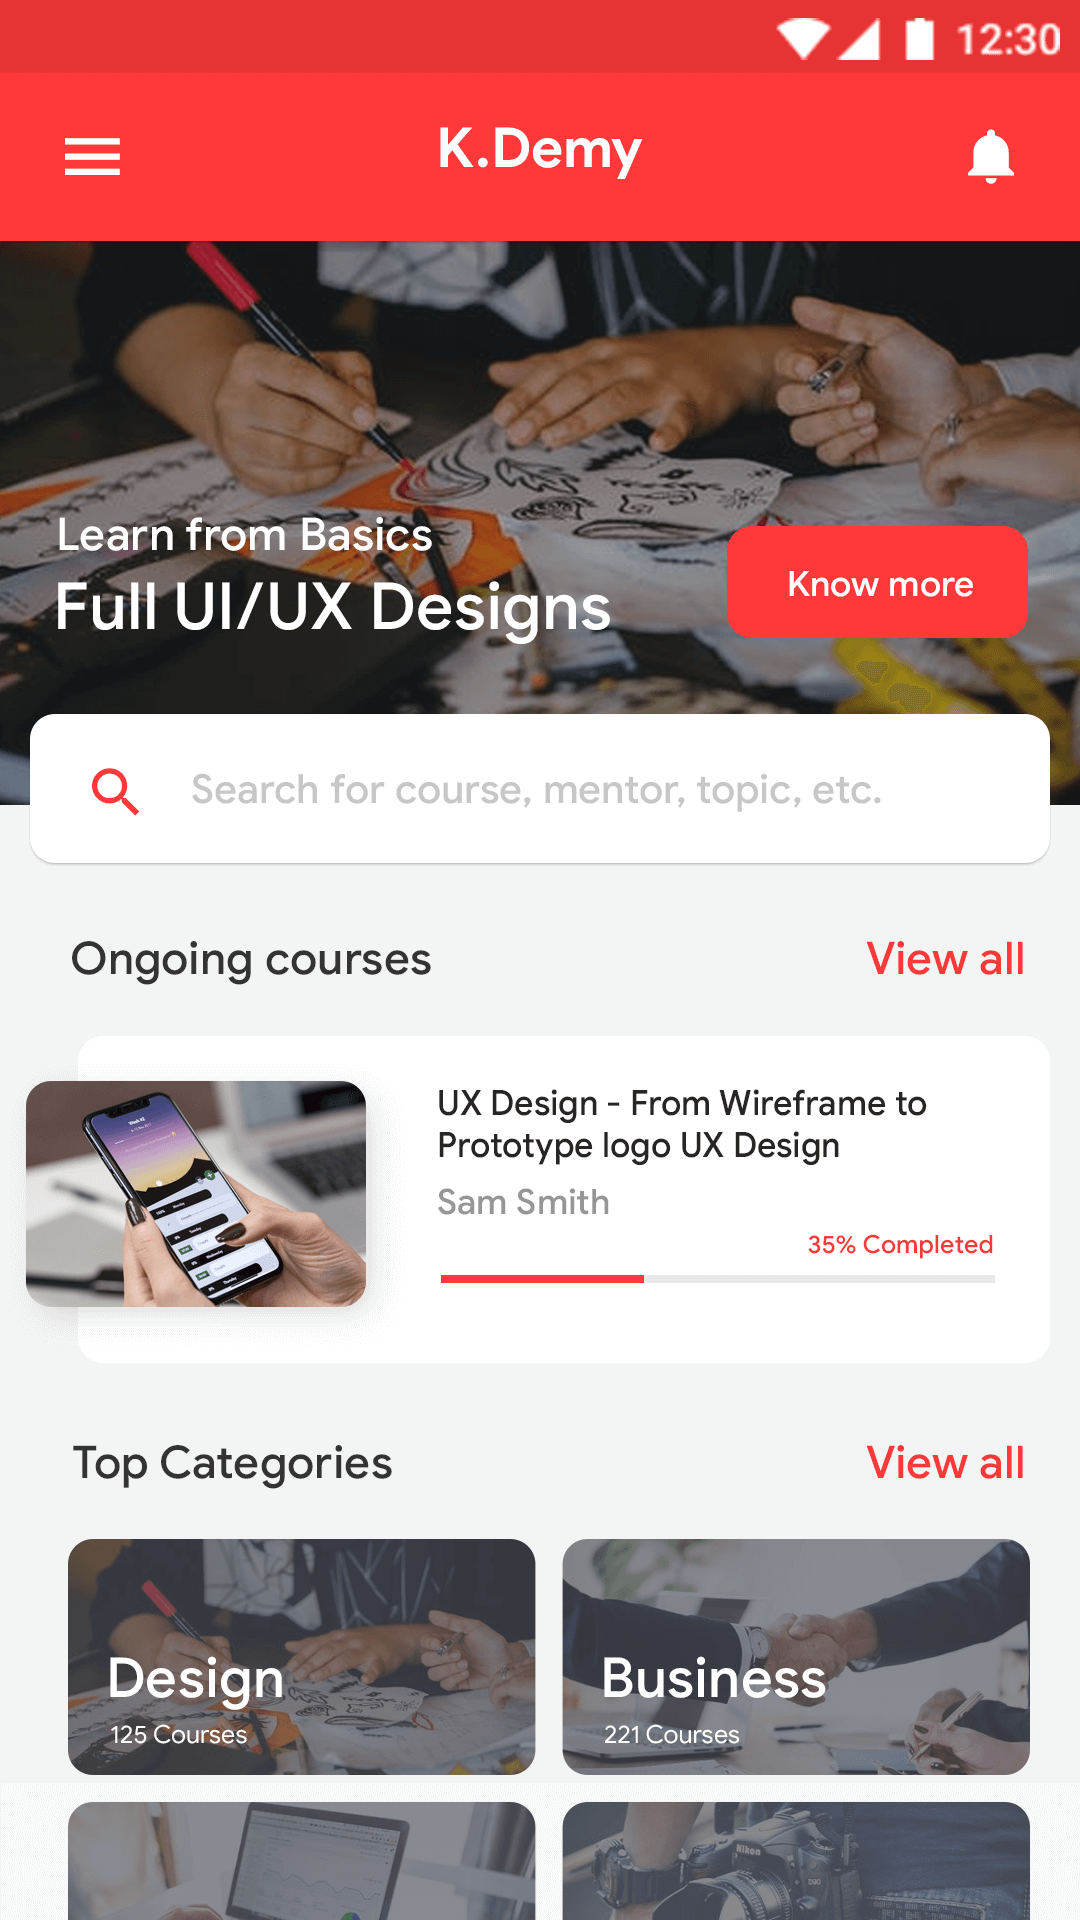 12:30
K.Demy
Learn from Basics
Full UI/UX Designs
Know more
Search for course, mentor, topic, etc.
Ongoing courses
View all
UX Design - From Wireframe to
Prototype logo UX Design
Sam Smith
35% Completed
Top Categories
View all
Design
125 Courses
Business
221 Courses
Nikon